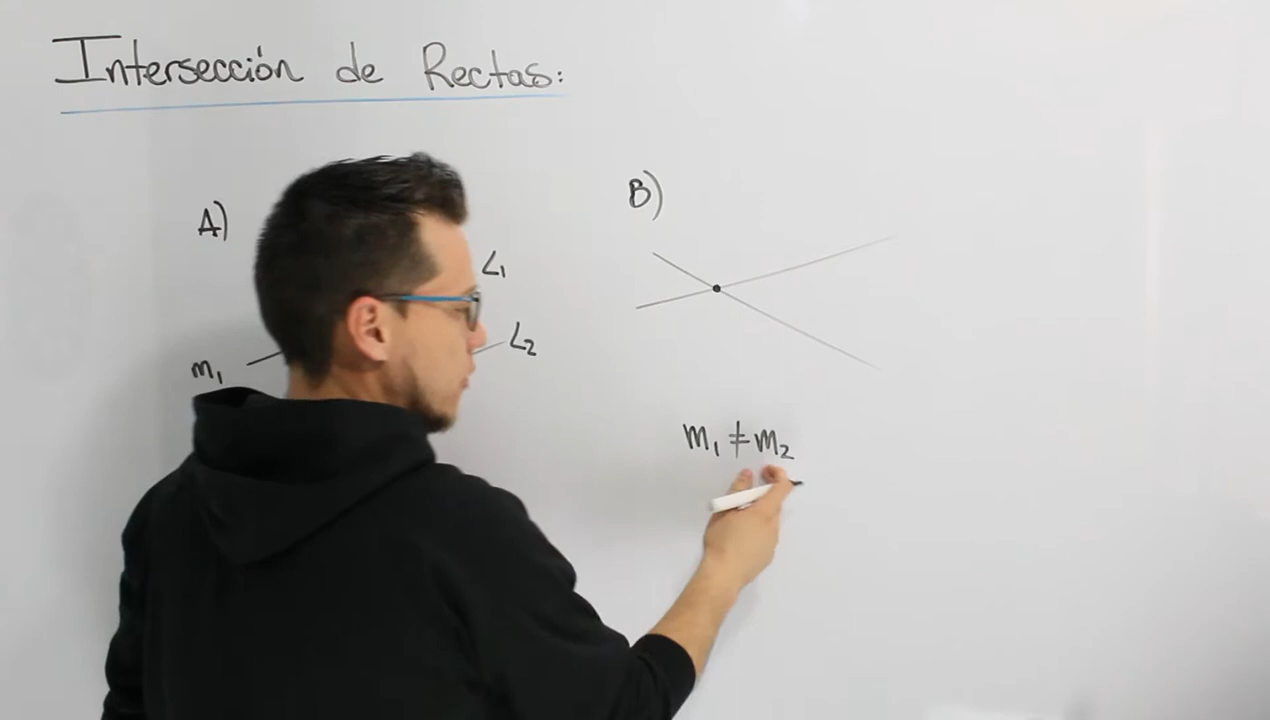 Intersección de Rectas:
A)
L₁
L₂
m₁
B)
m₁ ≠ m₂